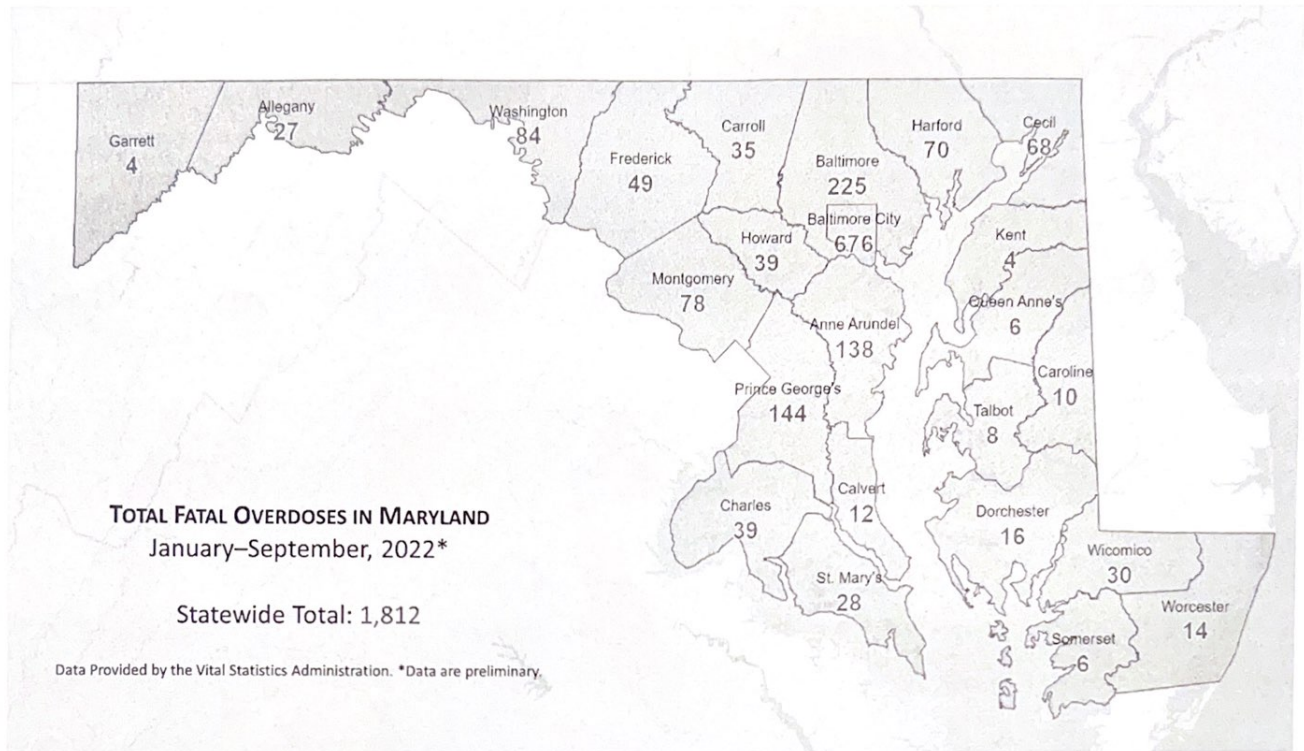 Garrett
4
Allegany
27
Washington
84
Frederick
49
Carroll
35
Baltimore
225
Baltimore City
676
Harford
70
Cecil
68
Howard
39
Montgomery
78
Kent
4
Queen Anne's
6
Anne Arundel
138
Prince George's
144
Caroline
10
Talbot
8
Calvert
12
Charles
39
St. Mary's
28
Dorchester
16
Wicomico
30
Worcester
14
Somerset
6
TOTAL FATAL OVERDOSES IN MARYLAND
January–September, 2022*
Statewide Total: 1,812
Data Provided by the Vital Statistics Administration. *Data are preliminary.